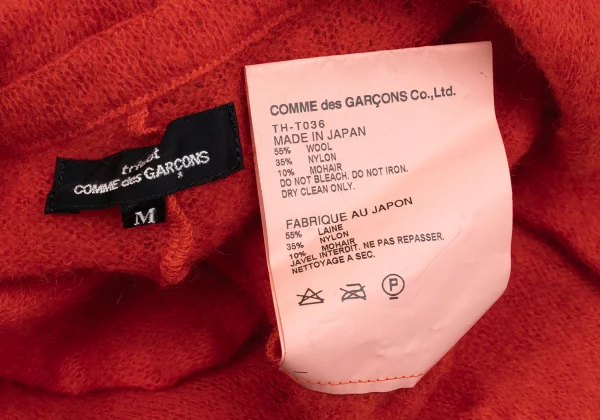 tricot
COMME des GARÇONS
M
COMME des GARÇONS Co.,Ltd.
TH-T036
MADE IN JAPAN
55% WOOL
35% NYLON
10% MOHAIR
DO NOT BLEACH. DO NOT IRON.
DRY CLEAN ONLY.
FABRIQUE AU JAPON
55% LAINE
35% NYLON
10% MOHAIR
JAVEL INTERDIT. NE PAS REPASSER.
NETTOYAGE A SEC.
P